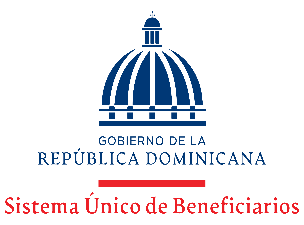 GOBIERNO DE LA
REPÚBLICA DOMINICANA
Sistema Único de Beneficiarios